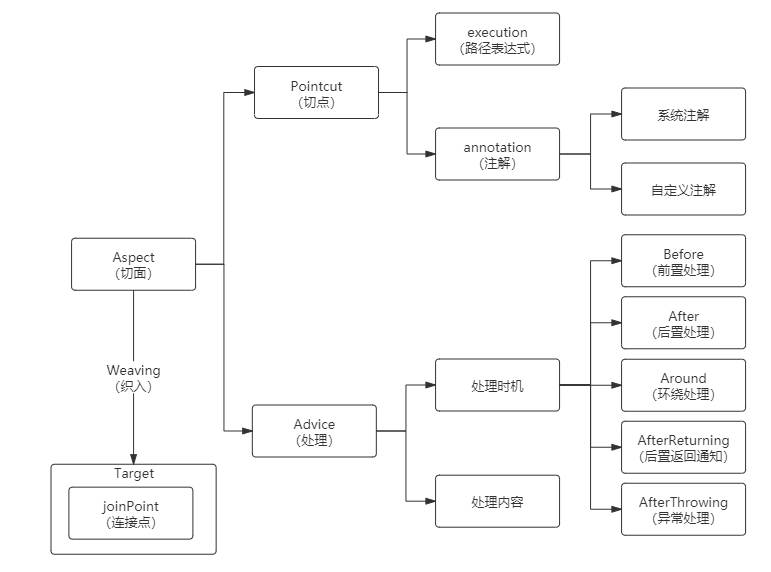 execution
（路径表达式）
Pointcut
（切点）
系统注解
annotation
（注解）
自定义注解
Aspect
（切面）
Before
（前置处理）
After
（后置处理）
Weaving
（织入）
处理时机
Around
（环绕处理）
Advice
（处理）
AfterReturning
（后置返回通知）
Target
joinPoint
（连接点）
处理内容
AfterThrowing
（异常处理）